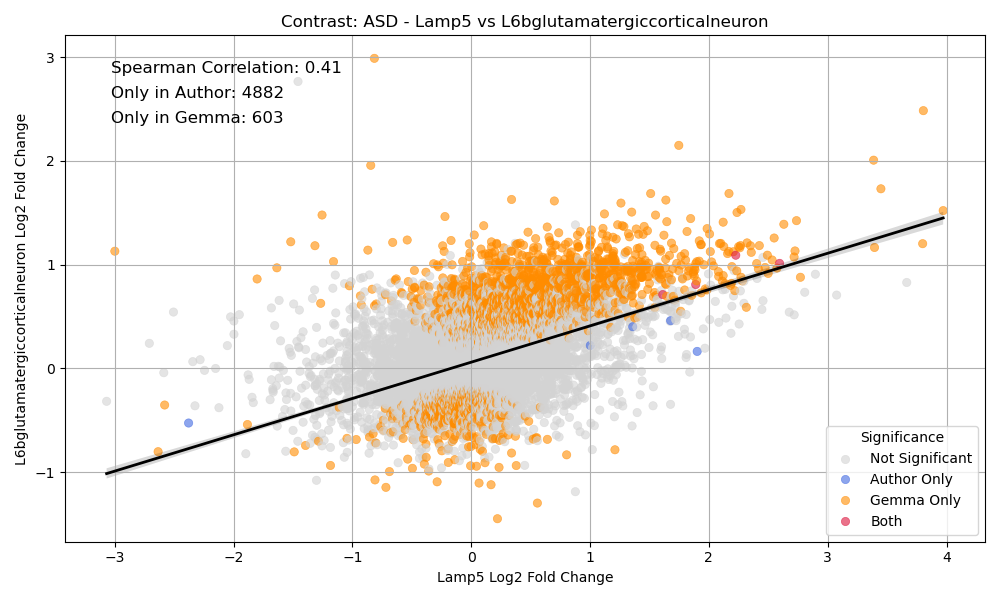 Contrast: ASD - Lamp5 vs L6bglutamatergiccorticalneuron
Spearman Correlation: 0.41
Only in Author: 4882
Only in Gemma: 603
L6bglutamatergiccorticalneuron Log2 Fold Change
3
2
1
0
−1
Significance
Not Significant
Author Only
Gemma Only
Both
−3 −2 −1 0 1 2 3 4
Lamp5 Log2 Fold Change